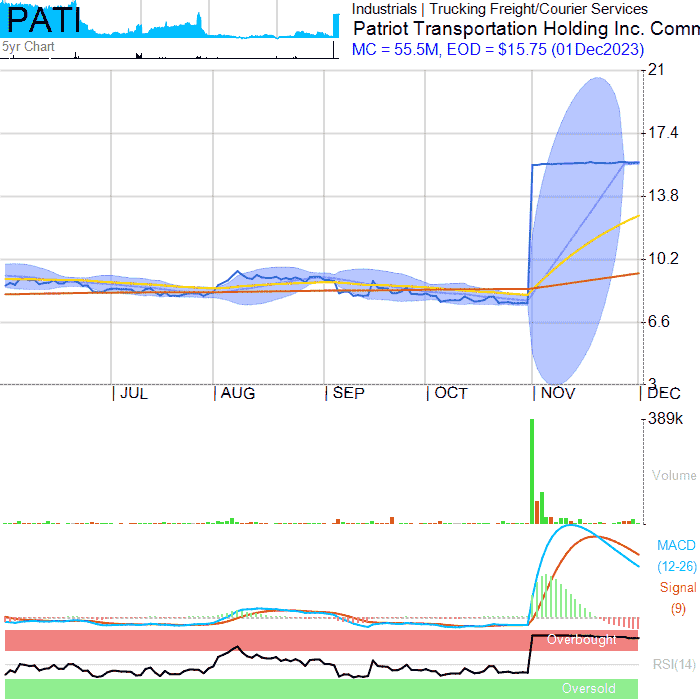 PATI
5yr Chart
Industrials | Trucking Freight/Courier Services
Patriot Transportation Holding Inc. Comm
MC = 55.5M, EOD = $15.75 (01Dec2023)
21
17.4
13.8
10.2
6.6
3
JUL
AUG
SEP
OCT
NOV
DEC
389k
Volume
MACD
(12-26)
Signal
(9)
Overbought
RSI(14)
Oversold